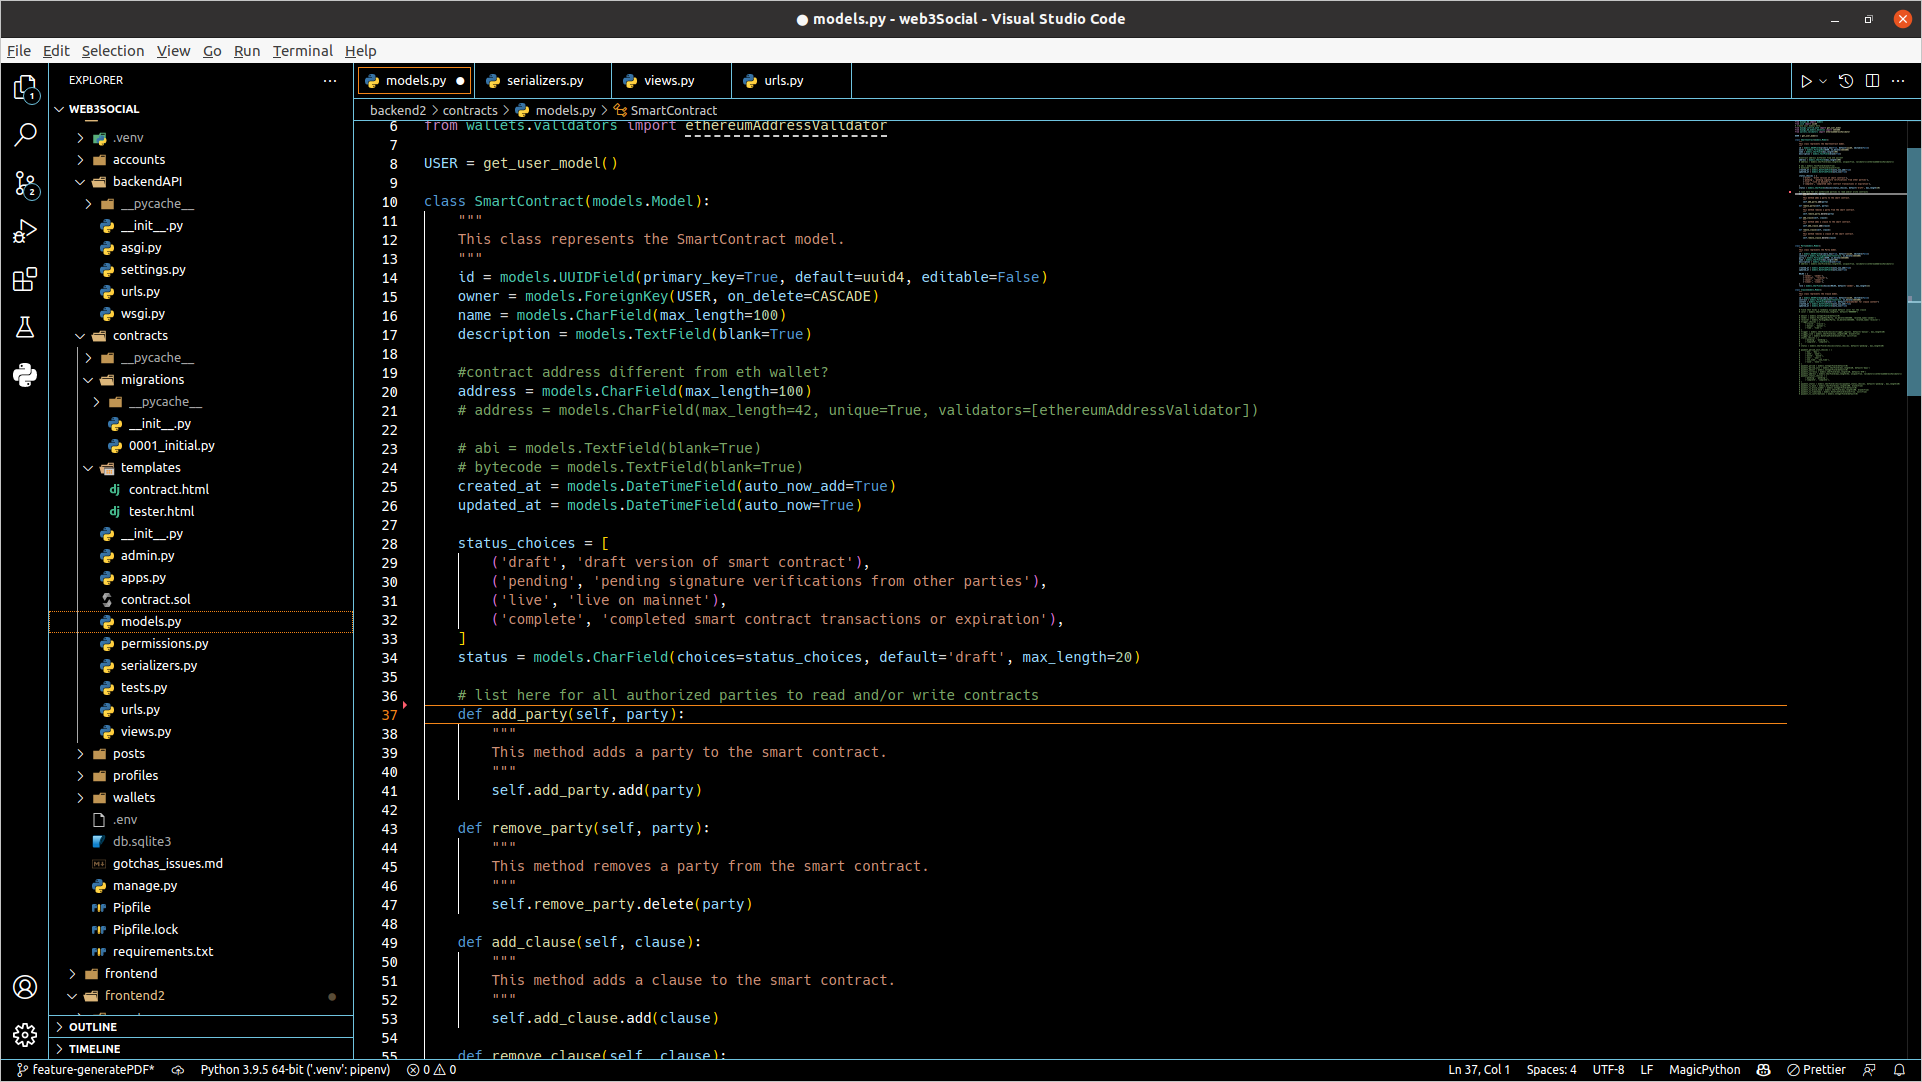 ● models.py - web3Social - Visual Studio Code
File Edit Selection View Go Run Terminal Help
EXPLORER
WEB3SOCIAL
.venv
accounts
backendAPI
__pycache__
__init__.py
asgi.py
settings.py
urls.py
wsgi.py
contracts
__pycache__
migrations
__pycache__
__init__.py
0001_initial.py
templates
contract.html
tester.html
__init__.py
admin.py
apps.py
contract.sol
models.py
permissions.py
serializers.py
tests.py
urls.py
views.py
posts
profiles
wallets
.env
db.sqlite3
gotchas_issues.md
manage.py
Pipfile
Pipfile.lock
requirements.txt
frontend
frontend2
OUTLINE
TIMELINE
models.py ● serializers.py views.py urls.py
backend2 > contracts > models.py > SmartContract
6 from wallets.validators import ethereumAddressValidator
7
8 USER = get_user_model()
9
10 class SmartContract(models.Model):
11     """
12     This class represents the SmartContract model.
13     """
14     id = models.UUIDField(primary_key=True, default=uuid4, editable=False)
15     owner = models.ForeignKey(USER, on_delete=CASCADE)
16     name = models.CharField(max_length=100)
17     description = models.TextField(blank=True)
18
19     #contract address different from eth wallet?
20     address = models.CharField(max_length=100)
21     # address = models.CharField(max_length=42, unique=True, validators=[ethereumAddressValidator])
22
23     # abi = models.TextField(blank=True)
24     # bytecode = models.TextField(blank=True)
25     created_at = models.DateTimeField(auto_now_add=True)
26     updated_at = models.DateTimeField(auto_now=True)
27
28     status_choices = [
29         ('draft', 'draft version of smart contract'),
30         ('pending', 'pending signature verifications from other parties'),
31         ('live', 'live on mainnet'),
32         ('complete', 'completed smart contract transactions or expiration'),
33     ]
34     status = models.CharField(choices=status_choices, default='draft', max_length=20)
35
36     # list here for all authorized parties to read and/or write contracts
37     def add_party(self, party):
38         """
39         This method adds a party to the smart contract.
40         """
41         self.add_party.add(party)
42
43     def remove_party(self, party):
44         """
45         This method removes a party from the smart contract.
46         """
47         self.remove_party.delete(party)
48
49     def add_clause(self, clause):
50         """
51         This method adds a clause to the smart contract.
52         """
53         self.add_clause.add(clause)
54
55     def remove_clause(self, clause):
feature-generatePDF* Python 3.9.5 64-bit ('.venv': pipenv) 0 0 Ln 37, Col 1 Spaces: 4 UTF-8 LF MagicPython Prettier